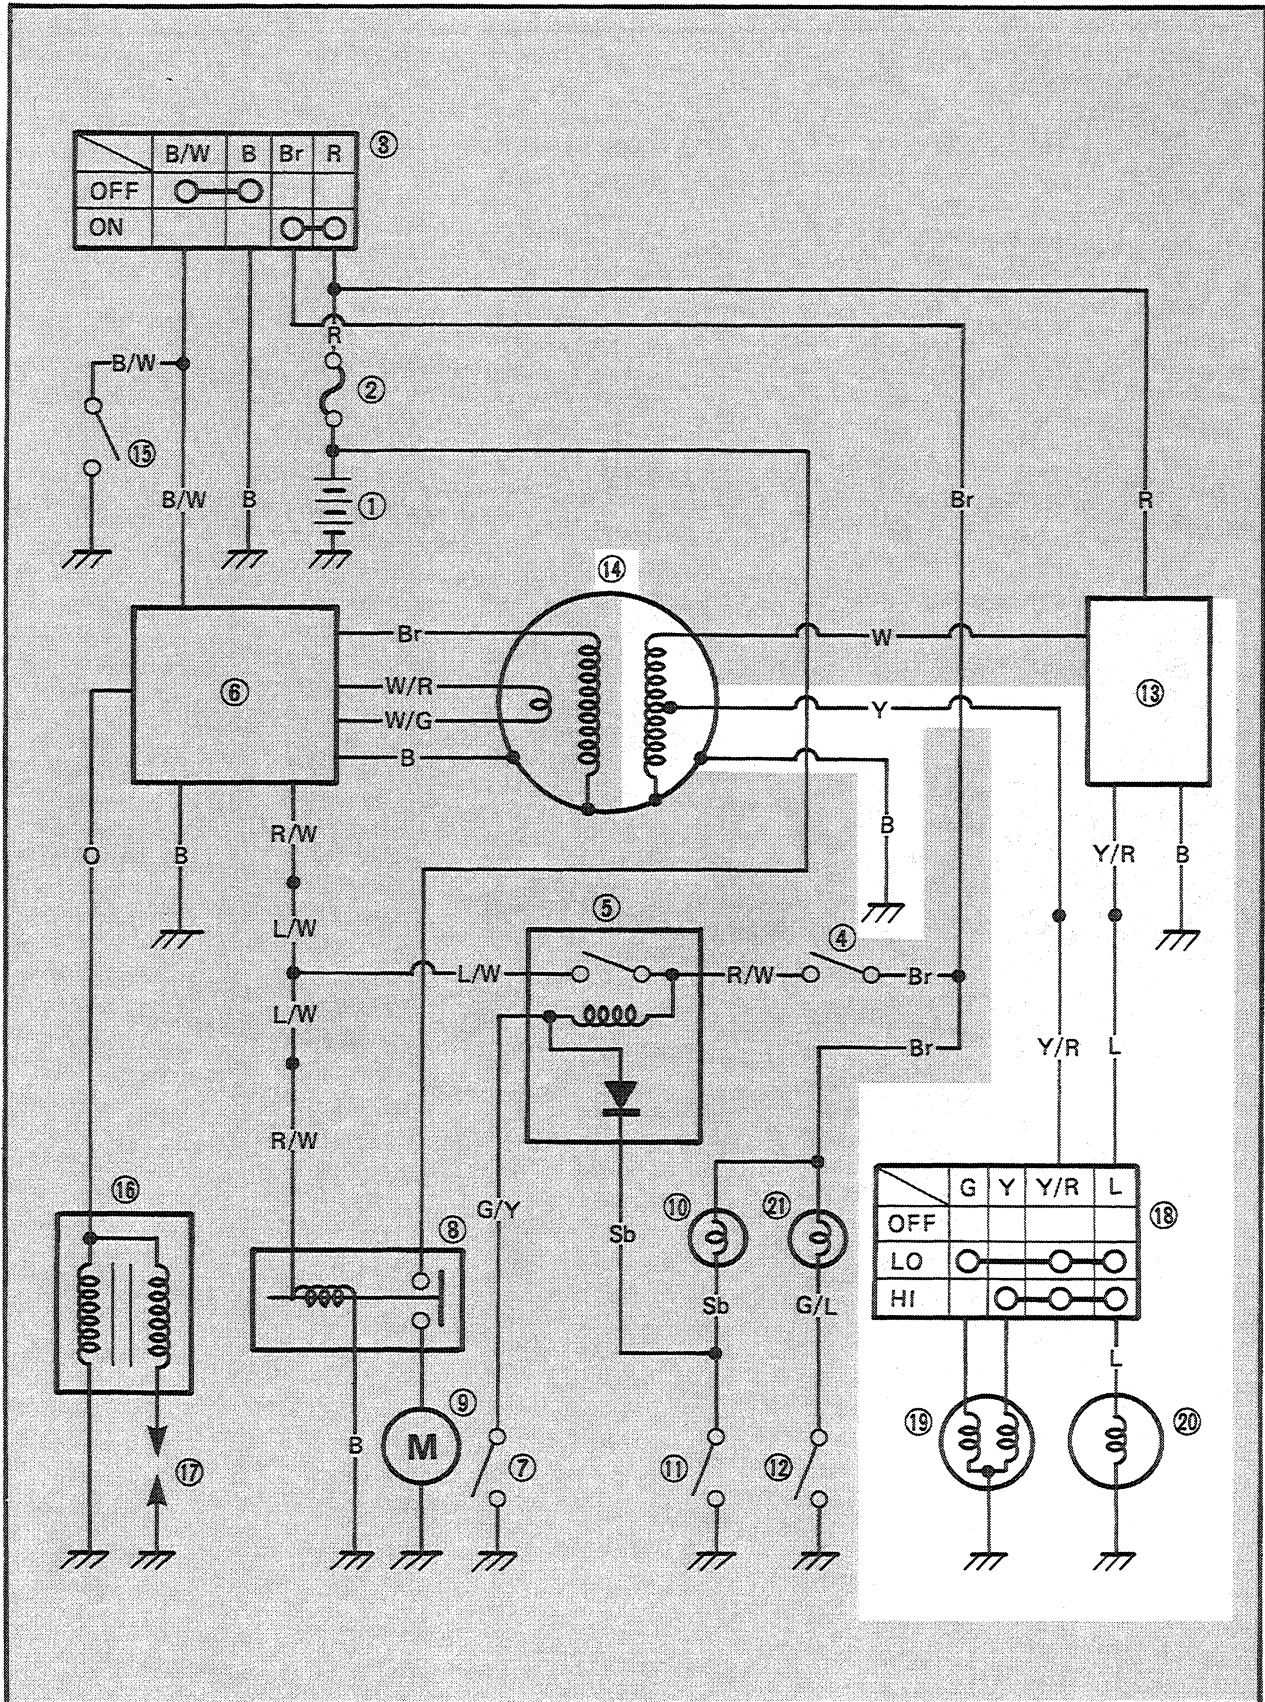 B/W B Br R ③
OFF
ON
R
B/W
②
⑮
B/W B ① Br R
⑭
Br W
⑥ W/R ⑬
W/G Y
B
R/W B
O B Y/R B
⑤
L/W ④
L/W R/W Br
L/W Br Y/R L
R/W
⑯ G Y Y/R L
G/Y ⑩ ㉑ OFF ⑱
⑧ Sb LO
Sb G/L HI
L
⑨ ⑲ ⑳
B M ⑦ ⑪ ⑫
⑰